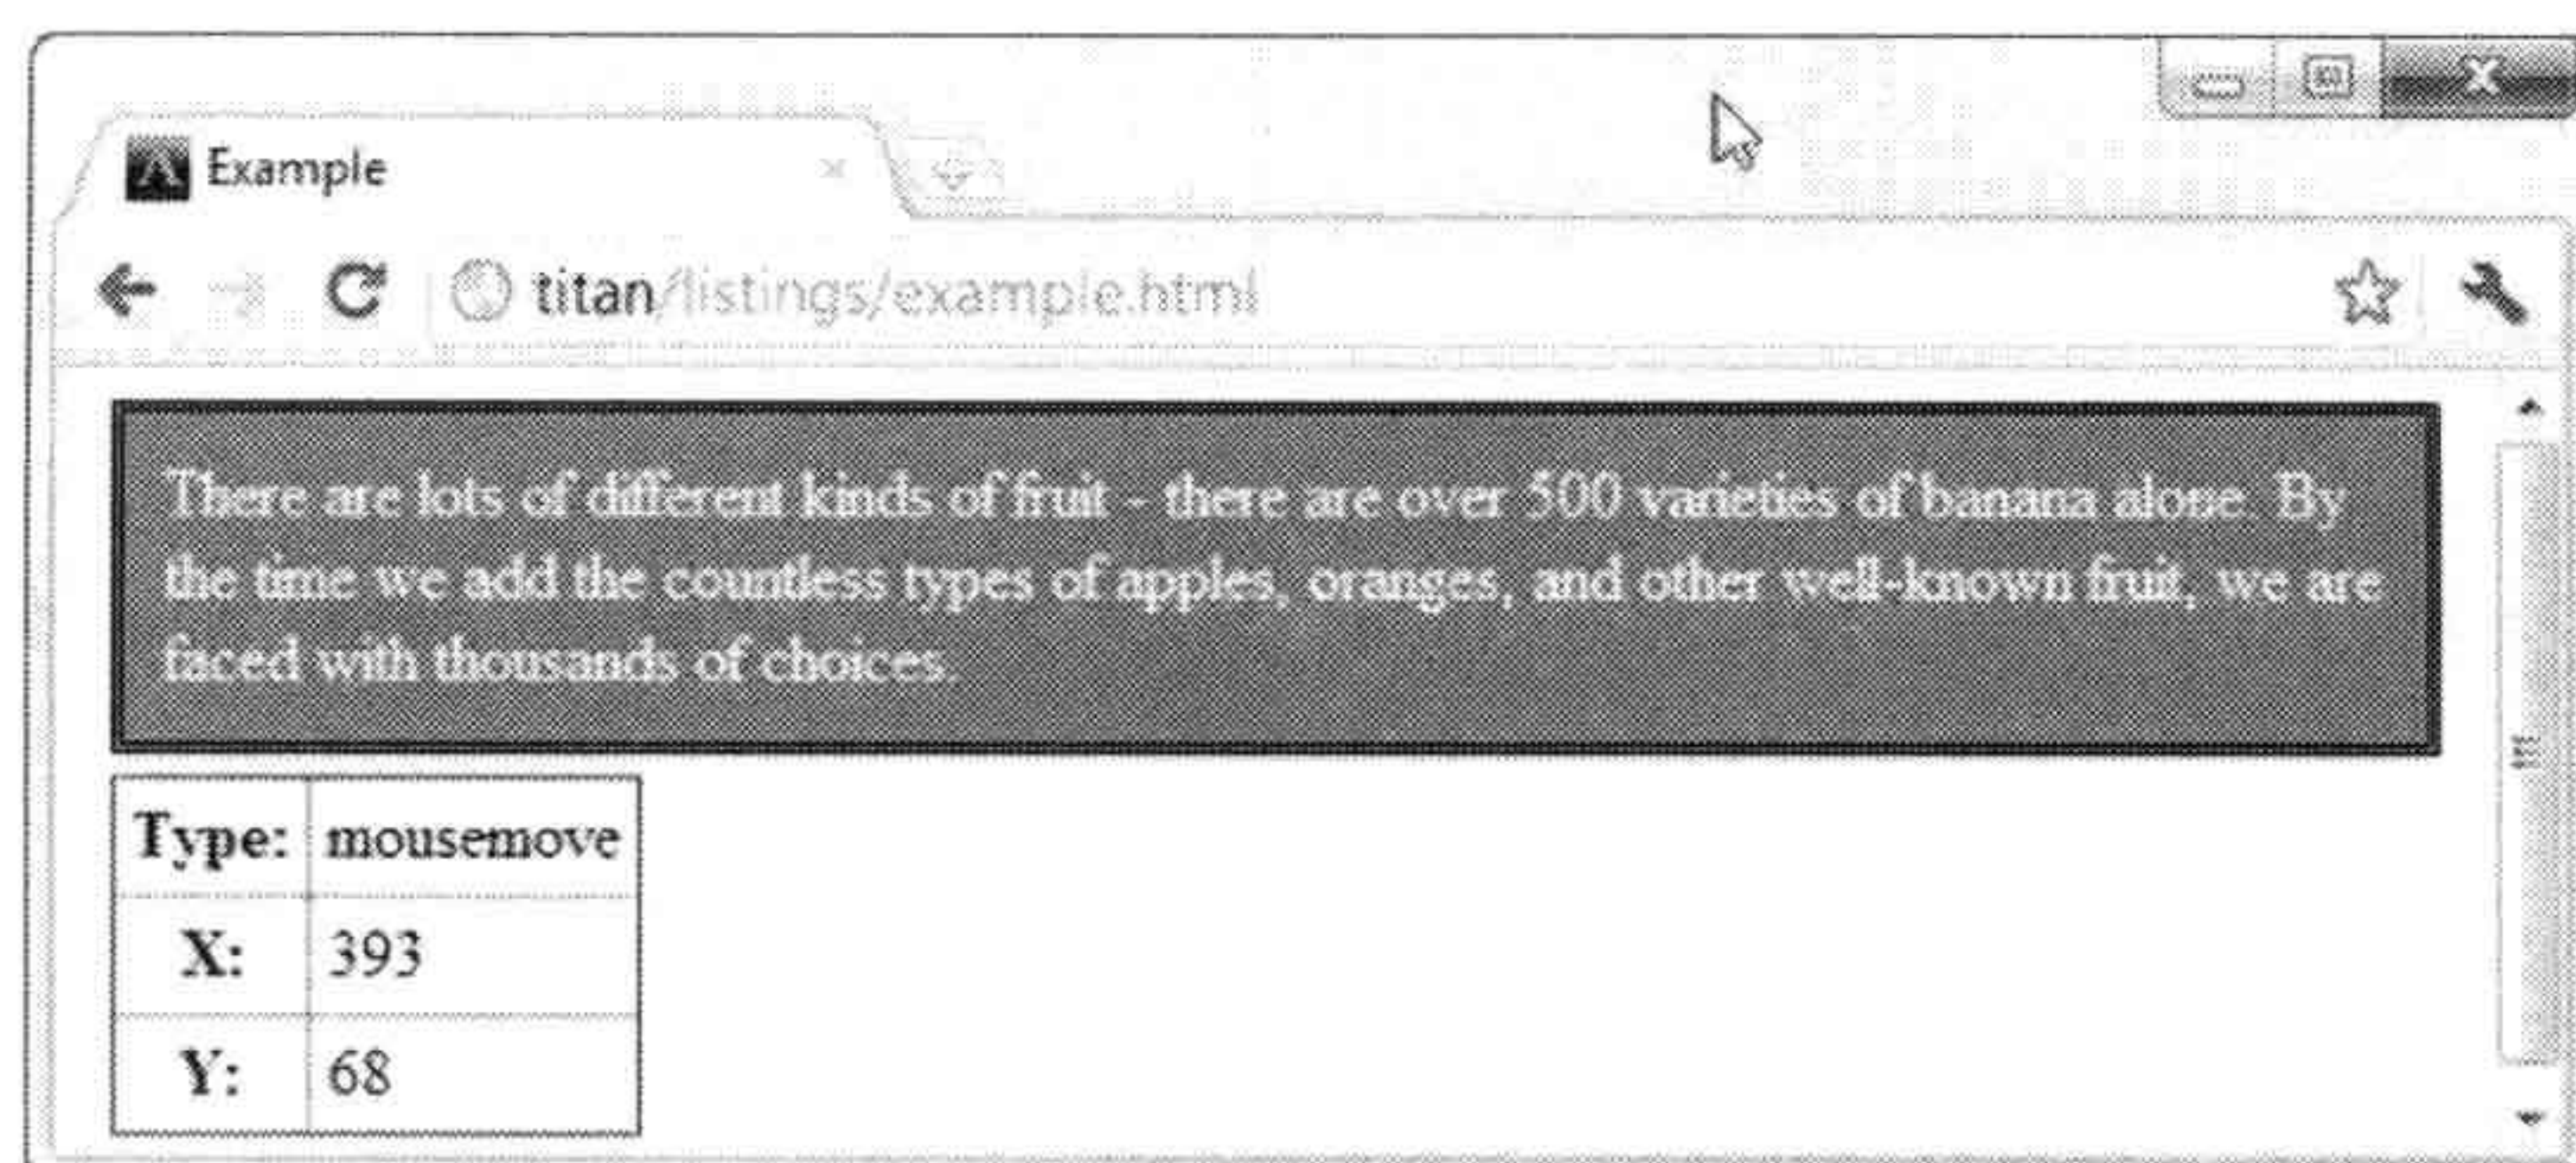 Example
titan/listings/example.html
There are lots of different kinds of fruit - there are over 500 varieties of banana alone. By
the time we add the countless types of apples, oranges, and other well-known fruit, we are
faced with thousands of choices.
Type: mousemove
X: 393
Y: 68